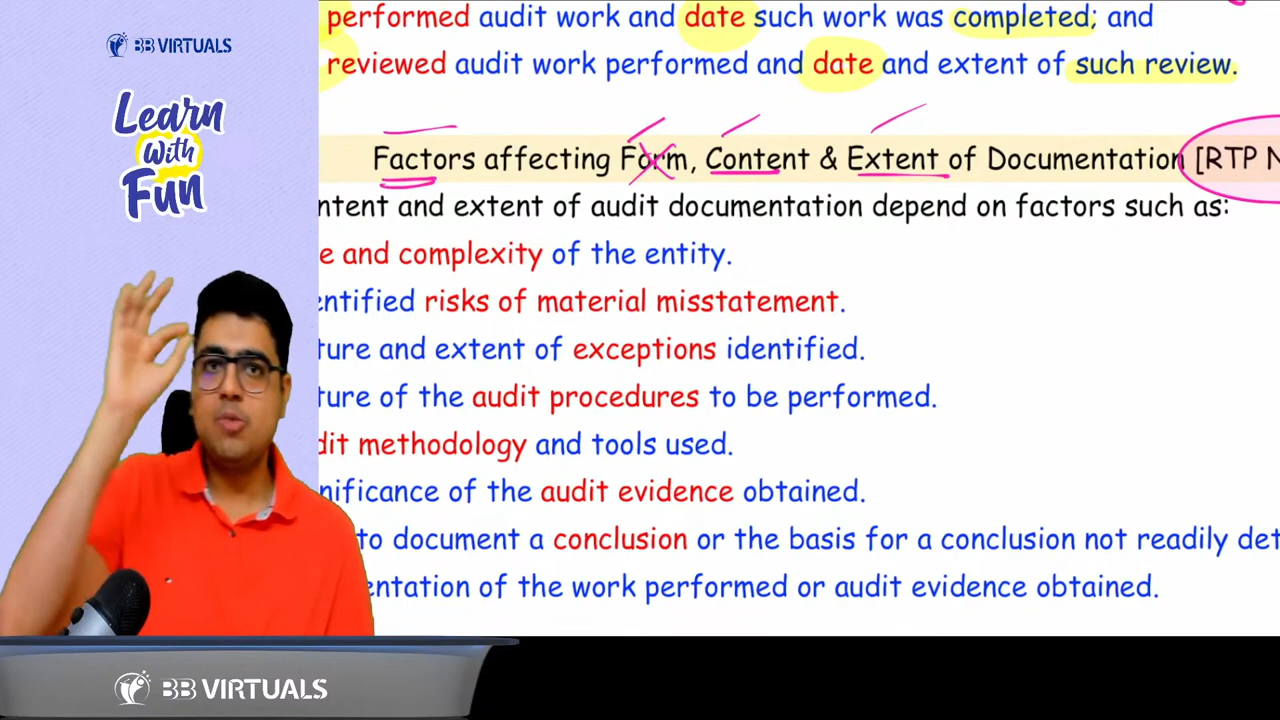 BB VIRTUALS
Learn
With
Fun
performed audit work and date such work was completed; and
reviewed audit work performed and date and extent of such review.
Factors affecting Form, Content & Extent of Documentation [RTP N
ntent and extent of audit documentation depend on factors such as:
e and complexity of the entity.
entified risks of material misstatement.
ture and extent of exceptions identified.
ture of the audit procedures to be performed.
dit methodology and tools used.
nificance of the audit evidence obtained.
to document a conclusion or the basis for a conclusion not readily det
entation of the work performed or audit evidence obtained.
BB VIRTUALS